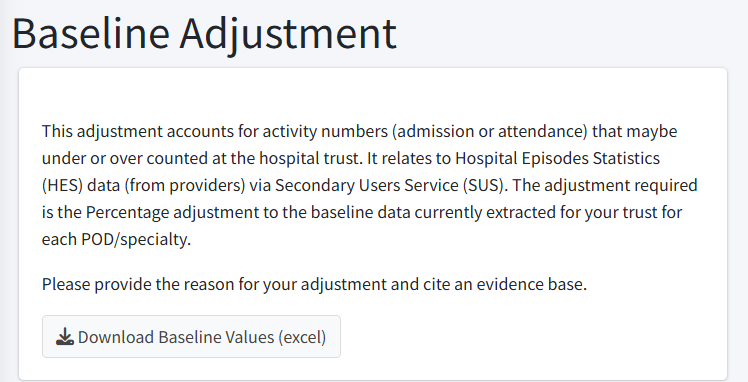 Baseline Adjustment
This adjustment accounts for activity numbers (admission or attendance) that maybe
under or over counted at the hospital trust. It relates to Hospital Episodes Statistics
(HES) data (from providers) via Secondary Users Service (SUS). The adjustment required
is the Percentage adjustment to the baseline data currently extracted for your trust for
each POD/specialty.
Please provide the reason for your adjustment and cite an evidence base.
Download Baseline Values (excel)